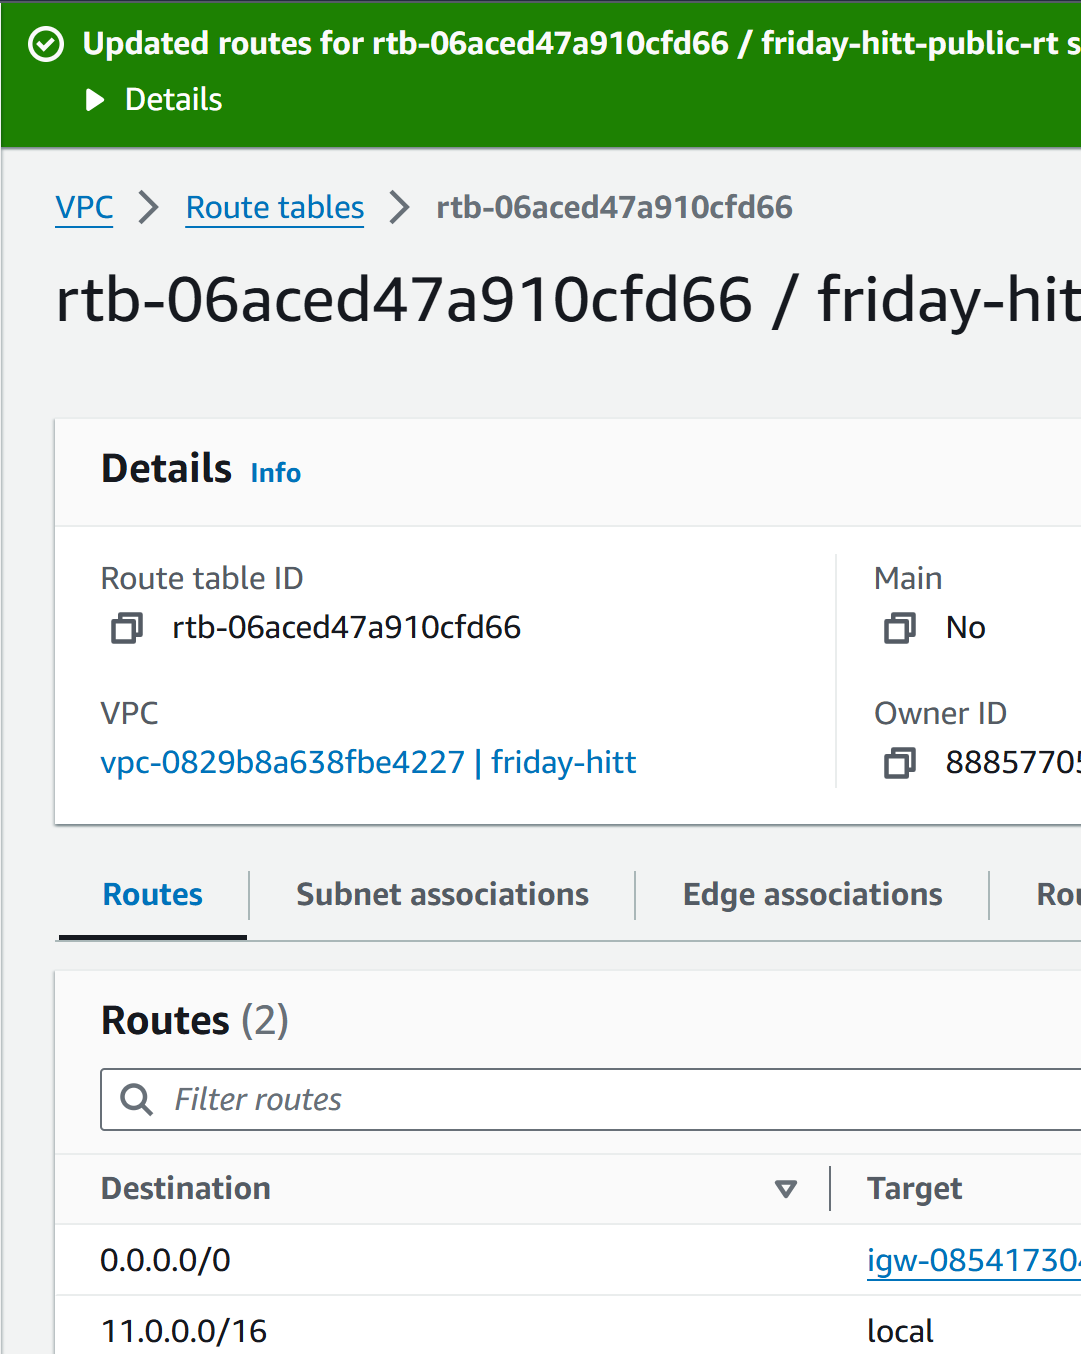 Updated routes for rtb-06aced47a910cfd66 / friday-hitt-public-rt s
Details
VPC > Route tables > rtb-06aced47a910cfd66
rtb-06aced47a910cfd66 / friday-hitt
Details Info
Route table ID
rtb-06aced47a910cfd66
Main
No
VPC
vpc-0829b8a638fbe4227 | friday-hitt
Owner ID
88857705
Routes
Subnet associations
Edge associations
Rou
Routes (2)
Filter routes
Destination
Target
0.0.0.0/0
igw-085417304
11.0.0.0/16
local